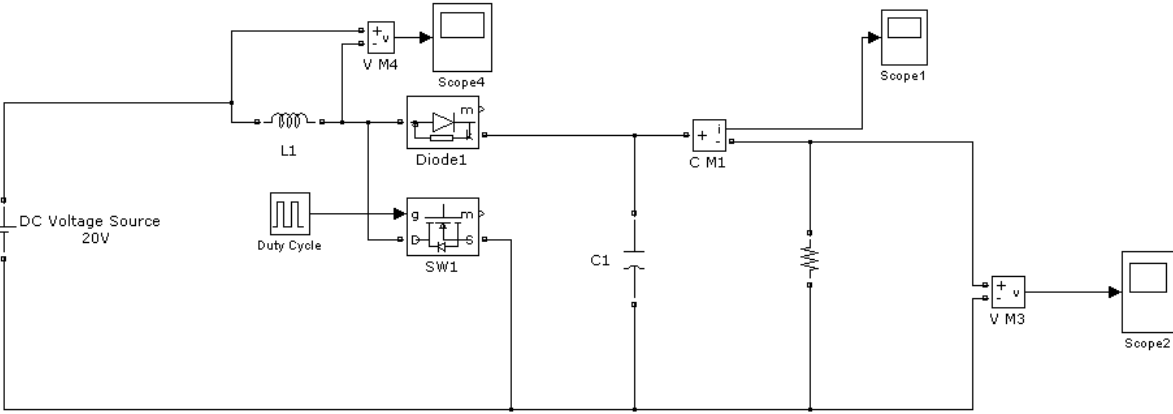 +
-
v
V M4
Scope4
Scope1
L1
m
Diode1
+
i
-
C M1
DC Voltage Source
20V
Duty Cycle
g
m
D
S
SW1
C1
+
-
v
V M3
Scope2